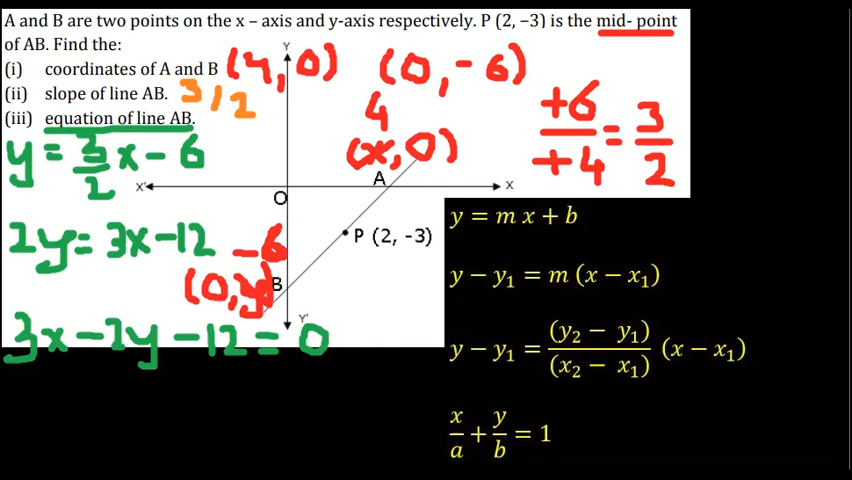 A and B are two points on the x – axis and y-axis respectively. P (2, −3) is the mid- point
of AB. Find the:
(i) coordinates of A and B (4,0) (0,-6)
(ii) slope of line AB. 3/2
(iii) equation of line AB.
+6/+4 = 3/2
y = 3/2 x - 6
4
(x,0)
Y
X'
A
X
O
2y = 3x - 12
-6
P (2, -3)
(0,y)
B
Y'
3x - 2y - 12 = 0
y = m x + b
y − y₁ = m (x − x₁)
y − y₁ = (y₂ − y₁)/(x₂ − x₁) (x − x₁)
x/a + y/b = 1